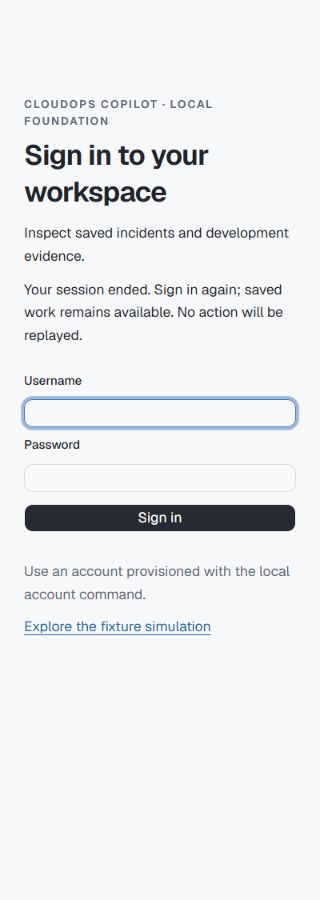 CLOUDOPS COPILOT · LOCAL
FOUNDATION
Sign in to your
workspace
Inspect saved incidents and development
evidence.
Your session ended. Sign in again; saved
work remains available. No action will be
replayed.
Username
Password
Sign in
Use an account provisioned with the local
account command.
Explore the fixture simulation